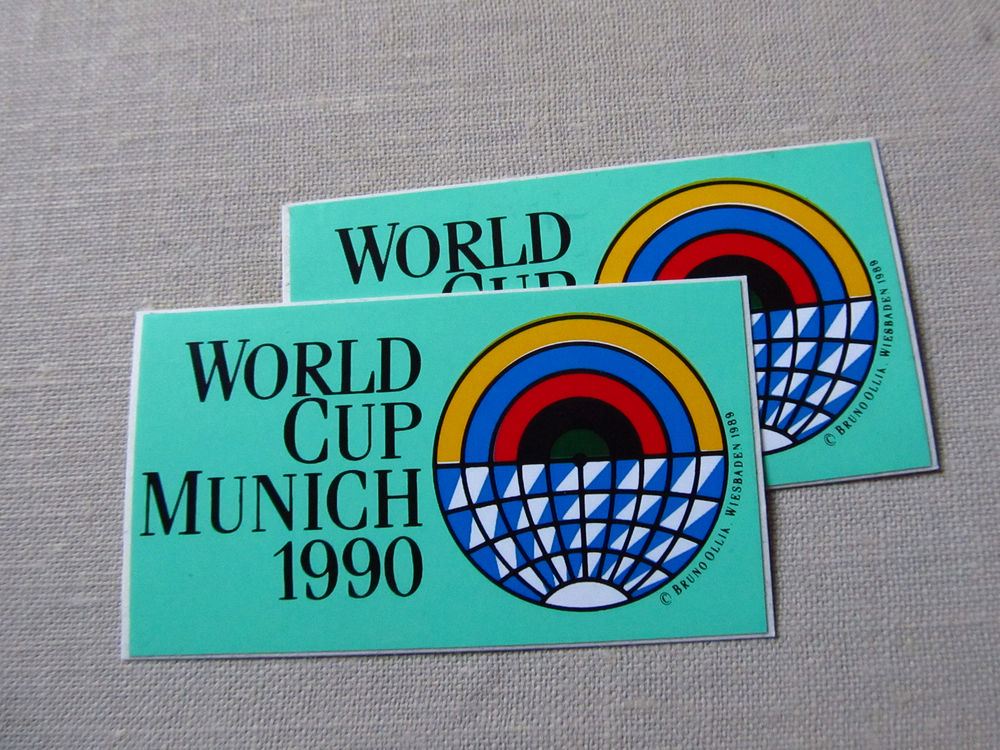 WORLD
CUP
WORLD
CUP
MUNICH
1990
© BRUNO OLLIA, WIESBADEN 1989
© BRUNO OLLIA, WIESBADEN 1989